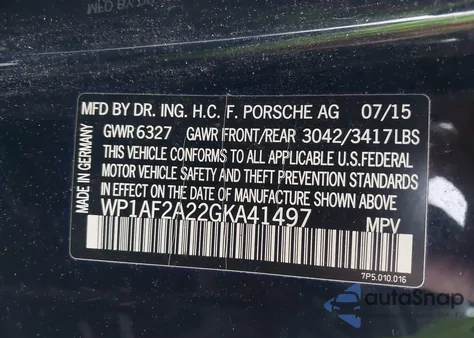 MFD BY DR. ING. H.C. F. PORSCHE AG 07/15
GVWR 6327 GAWR FRONT/REAR 3042/3417LBS
THIS VEHICLE CONFORMS TO ALL APPLICABLE U.S.FEDERAL
MOTOR VEHICLE SAFETY AND THEFT PREVENTION STANDARDS
IN EFFECT ON THE DATE OF MANUFACTURE SHOWN ABOVE
WP1AF2A22GKA41497 MPV
7P5.010.016
MADE IN GERMANY
autoSnap